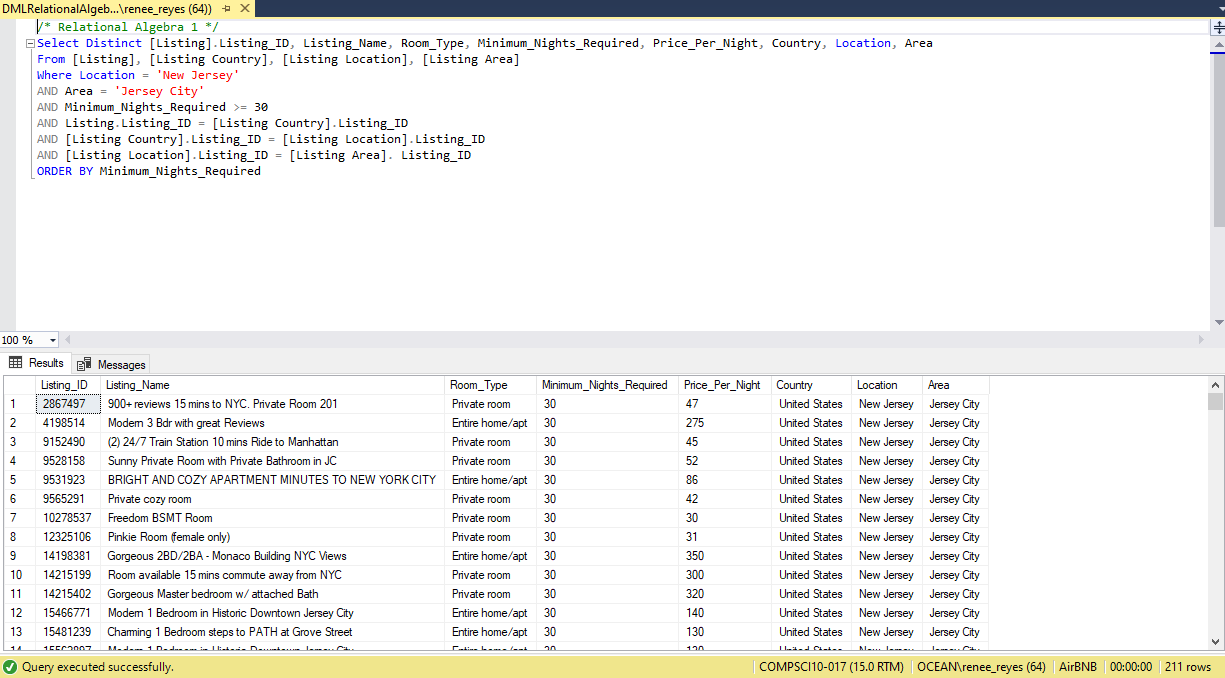 DMLRelationalAlgeb...\renee_reyes (64))
/* Relational Algebra 1 */
Select Distinct [Listing].Listing_ID, Listing_Name, Room_Type, Minimum_Nights_Required, Price_Per_Night, Country, Location, Area
From [Listing], [Listing Country], [Listing Location], [Listing Area]
Where Location = 'New Jersey'
AND Area = 'Jersey City'
AND Minimum_Nights_Required >= 30
AND Listing.Listing_ID = [Listing Country].Listing_ID
AND [Listing Country].Listing_ID = [Listing Location].Listing_ID
AND [Listing Location].Listing_ID = [Listing Area]. Listing_ID
ORDER BY Minimum_Nights_Required
100 %
Results Messages
Listing_ID Listing_Name Room_Type Minimum_Nights_Required Price_Per_Night Country Location Area
1 2867497 900+ reviews 15 mins to NYC. Private Room 201 Private room 30 47 United States New Jersey Jersey City
2 4198514 Modern 3 Bdr with great Reviews Entire home/apt 30 275 United States New Jersey Jersey City
3 9152490 (2) 24/7 Train Station 10 mins Ride to Manhattan Private room 30 45 United States New Jersey Jersey City
4 9528158 Sunny Private Room with Private Bathroom in JC Private room 30 52 United States New Jersey Jersey City
5 9531923 BRIGHT AND COZY APARTMENT MINUTES TO NEW YORK CITY Entire home/apt 30 86 United States New Jersey Jersey City
6 9565291 Private cozy room Private room 30 42 United States New Jersey Jersey City
7 10278537 Freedom BSMT Room Private room 30 30 United States New Jersey Jersey City
8 12325106 Pinkie Room (female only) Private room 30 31 United States New Jersey Jersey City
9 14198381 Gorgeous 2BD/2BA - Monaco Building NYC Views Entire home/apt 30 350 United States New Jersey Jersey City
10 14215199 Room available 15 mins commute away from NYC Private room 30 300 United States New Jersey Jersey City
11 14215402 Gorgeous Master bedroom w/ attached Bath Private room 30 320 United States New Jersey Jersey City
12 15466771 Modern 1 Bedroom in Historic Downtown Jersey City Entire home/apt 30 140 United States New Jersey Jersey City
13 15481239 Charming 1 Bedroom steps to PATH at Grove Street Entire home/apt 30 130 United States New Jersey Jersey City
Query executed successfully. COMPSCI10-017 (15.0 RTM) OCEAN\renee_reyes (64) AirBNB 00:00:00 211 rows